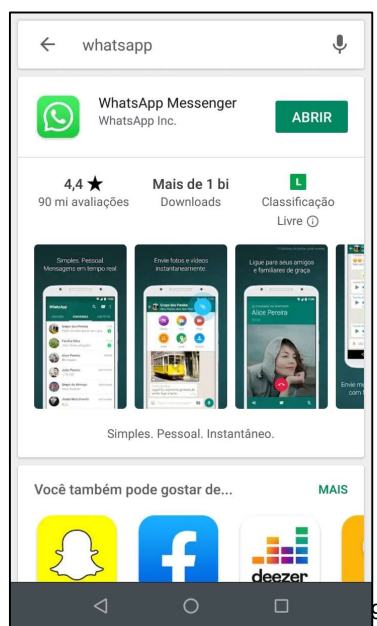 whatsapp
WhatsApp Messenger
WhatsApp Inc.
ABRIR
4,4 ★
90 mi avaliações
Mais de 1 bi
Downloads
L
Classificação
Livre
Simples. Pessoal.
Mensagens em tempo real.
WhatsApp
Envie fotos e vídeos
instantaneamente.
Ligue para seus amigos
e familiares de graça
Alice Pereira
Simples. Pessoal. Instantâneo.
Você também pode gostar de...
MAIS
deezer